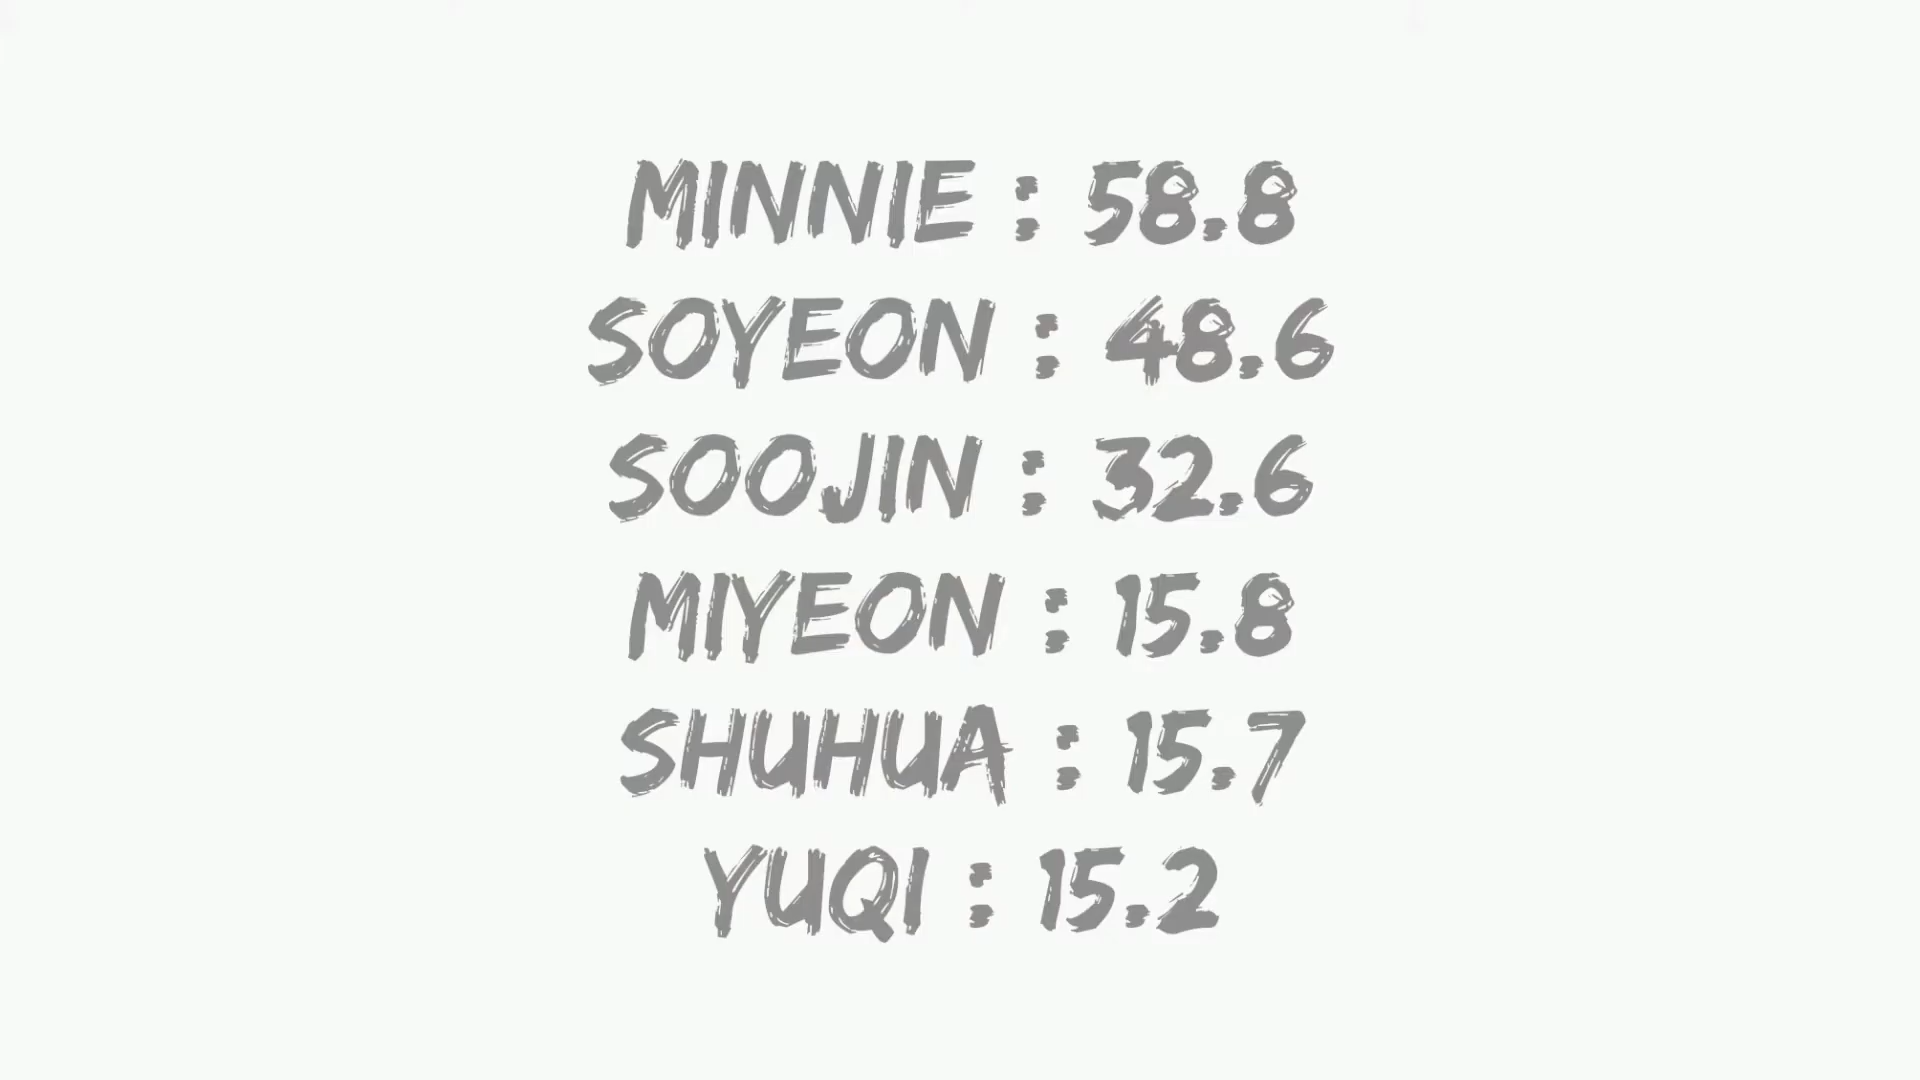 MINNIE : 58.8
SOYEON : 48.6
SOOJIN : 32.6
MIYEON : 15.8
SHUHUA : 15.7
YUQI : 15.2